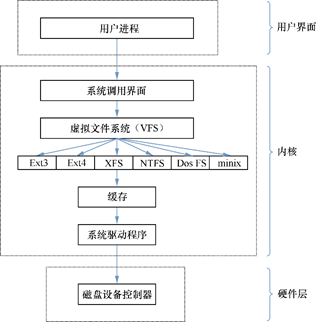 用户进程
用户界面
系统调用界面
虚拟文件系统（VFS）
内核
Ext3 Ext4 XFS NTFS Dos FS minix
缓存
系统驱动程序
磁盘设备控制器
硬件层